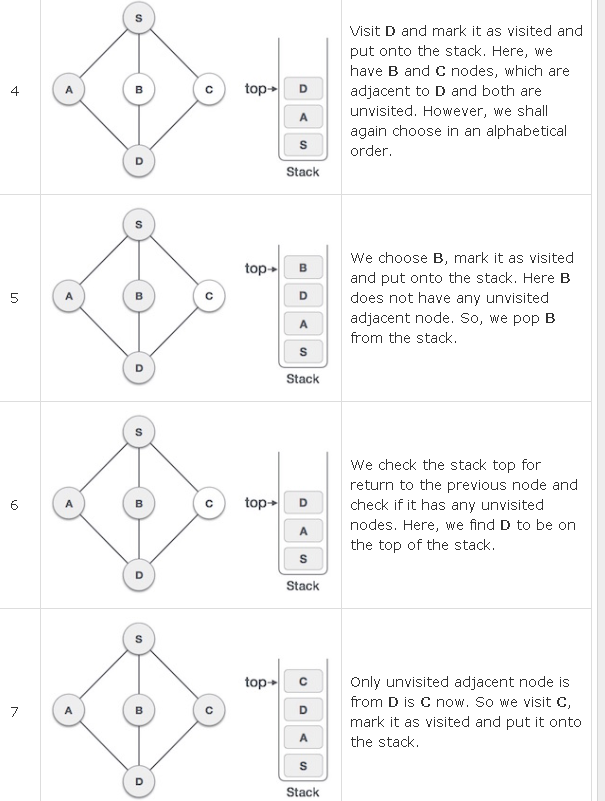 4
S
A
B
C
D
top→
D
A
S
Stack
Visit D and mark it as visited and
put onto the stack. Here, we
have B and C nodes, which are
adjacent to D and both are
unvisited. However, we shall
again choose in an alphabetical
order.
5
S
A
B
C
D
top→
B
D
A
S
Stack
We choose B, mark it as visited
and put onto the stack. Here B
does not have any unvisited
adjacent node. So, we pop B
from the stack.
6
S
A
B
C
D
top→
D
A
S
Stack
We check the stack top for
return to the previous node and
check if it has any unvisited
nodes. Here, we find D to be on
the top of the stack.
7
S
A
B
C
D
top→
C
D
A
S
Stack
Only unvisited adjacent node is
from D is C now. So we visit C,
mark it as visited and put it onto
the stack.